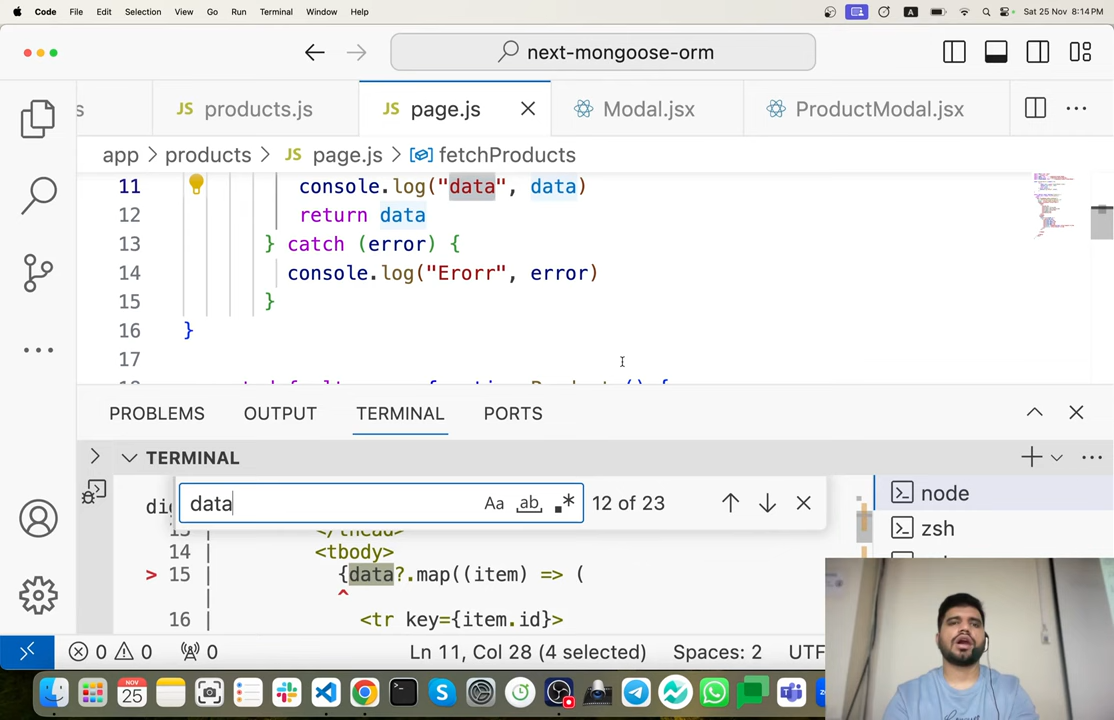 Code File Edit Selection View Go Run Terminal Window Help A Sat 25 Nov 8:14 PM
next-mongoose-orm
s JS products.js JS page.js Modal.jsx ProductModal.jsx
app > products > JS page.js > fetchProducts
11 console.log("data", data)
12 return data
13 } catch (error) {
14 console.log("Erorr", error)
15 }
16 }
17
PROBLEMS OUTPUT TERMINAL PORTS
TERMINAL
data Aa ab 12 of 23
14 | <tbody>
> 15 | {data?.map((item) => (
| ^
16 | <tr key={item.id}>
node
zsh
0 0 0 Ln 11, Col 28 (4 selected) Spaces: 2 UTF
NOV
25